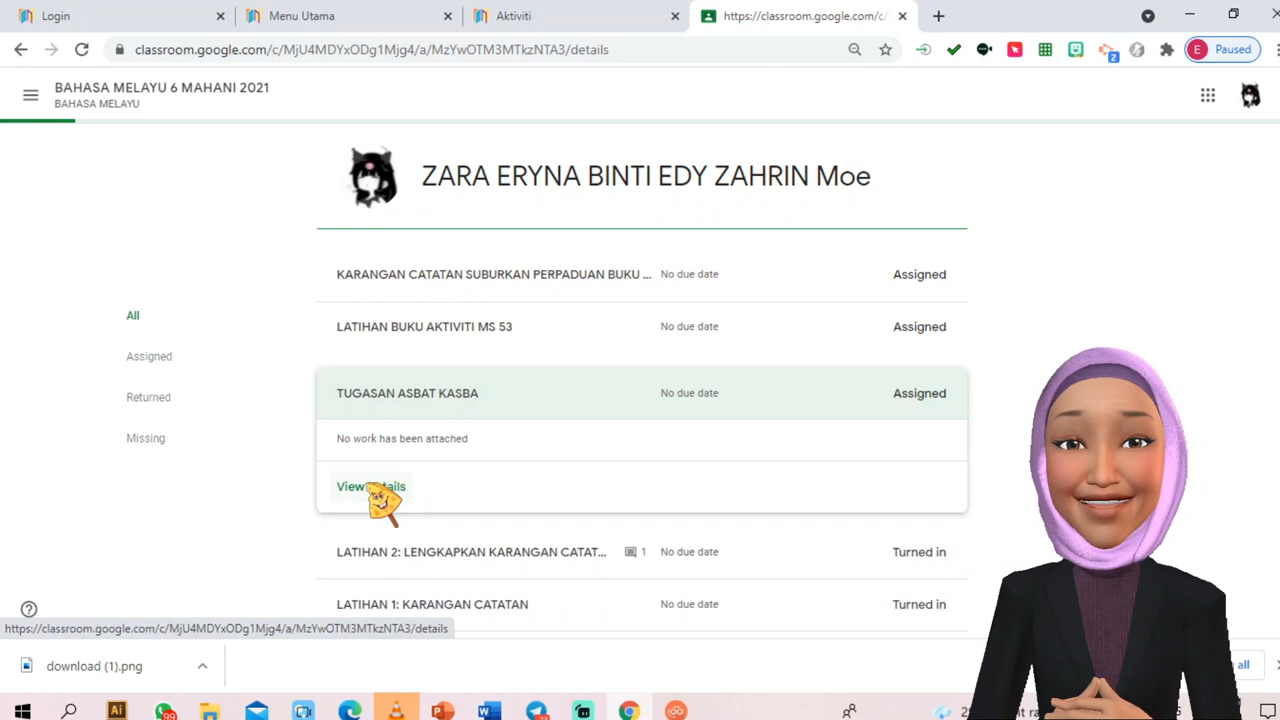 Login
Menu Utama
Aktiviti
https://classroom.google.com/c/
classroom.google.com/c/MjU4MDYxODg1Mjg4/a/MzYwOTM3MTkzNTA3/details
2
E Paused
BAHASA MELAYU 6 MAHANI 2021
BAHASA MELAYU
ZARA ERYNA BINTI EDY ZAHRIN Moe
KARANGAN CATATAN SUBURKAN PERPADUAN BUKU ... No due date Assigned
All
LATIHAN BUKU AKTIVITI MS 53 No due date Assigned
Assigned
TUGASAN ASBAT KASBA No due date Assigned
Returned
Missing
No work has been attached
View
LATIHAN 2: LENGKAPKAN KARANGAN CATAT... 1 No due date Turned in
LATIHAN 1: KARANGAN CATATAN No due date Turned in
https://classroom.google.com/c/MjU4MDYxODg1Mjg4/a/MzYwOTM3MTkzNTA3/details
download (1).png
all
Ai
99